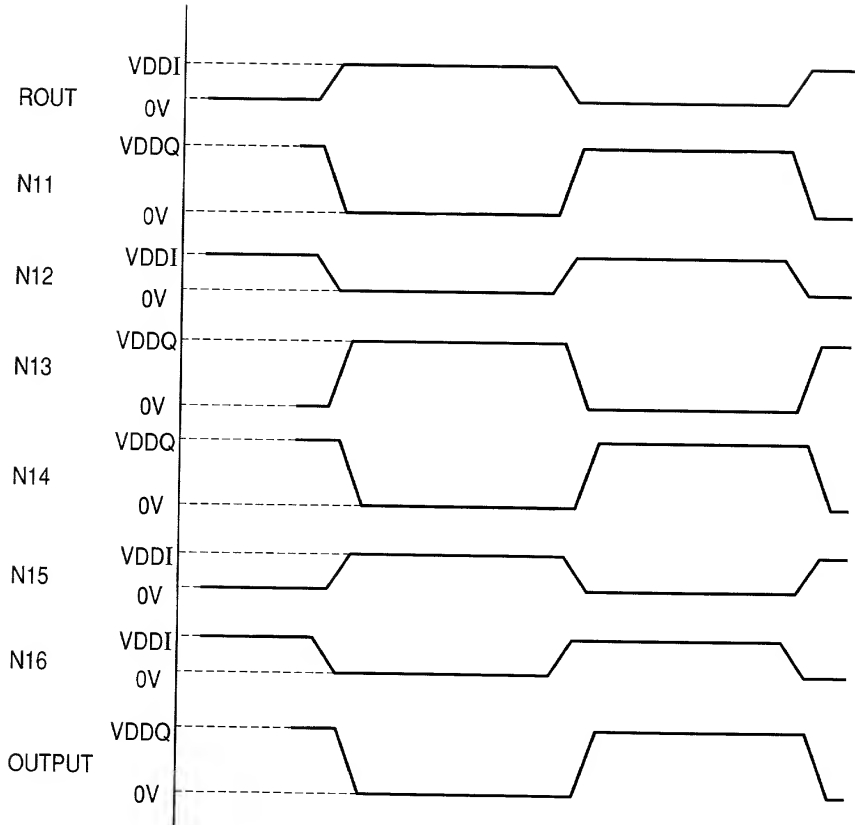 VDDI
ROUT
0V
VDDQ
N11
0V
VDDI
N12
0V
VDDQ
N13
0V
VDDQ
N14
0V
VDDI
N15
0V
VDDI
N16
0V
VDDQ
OUTPUT
0V